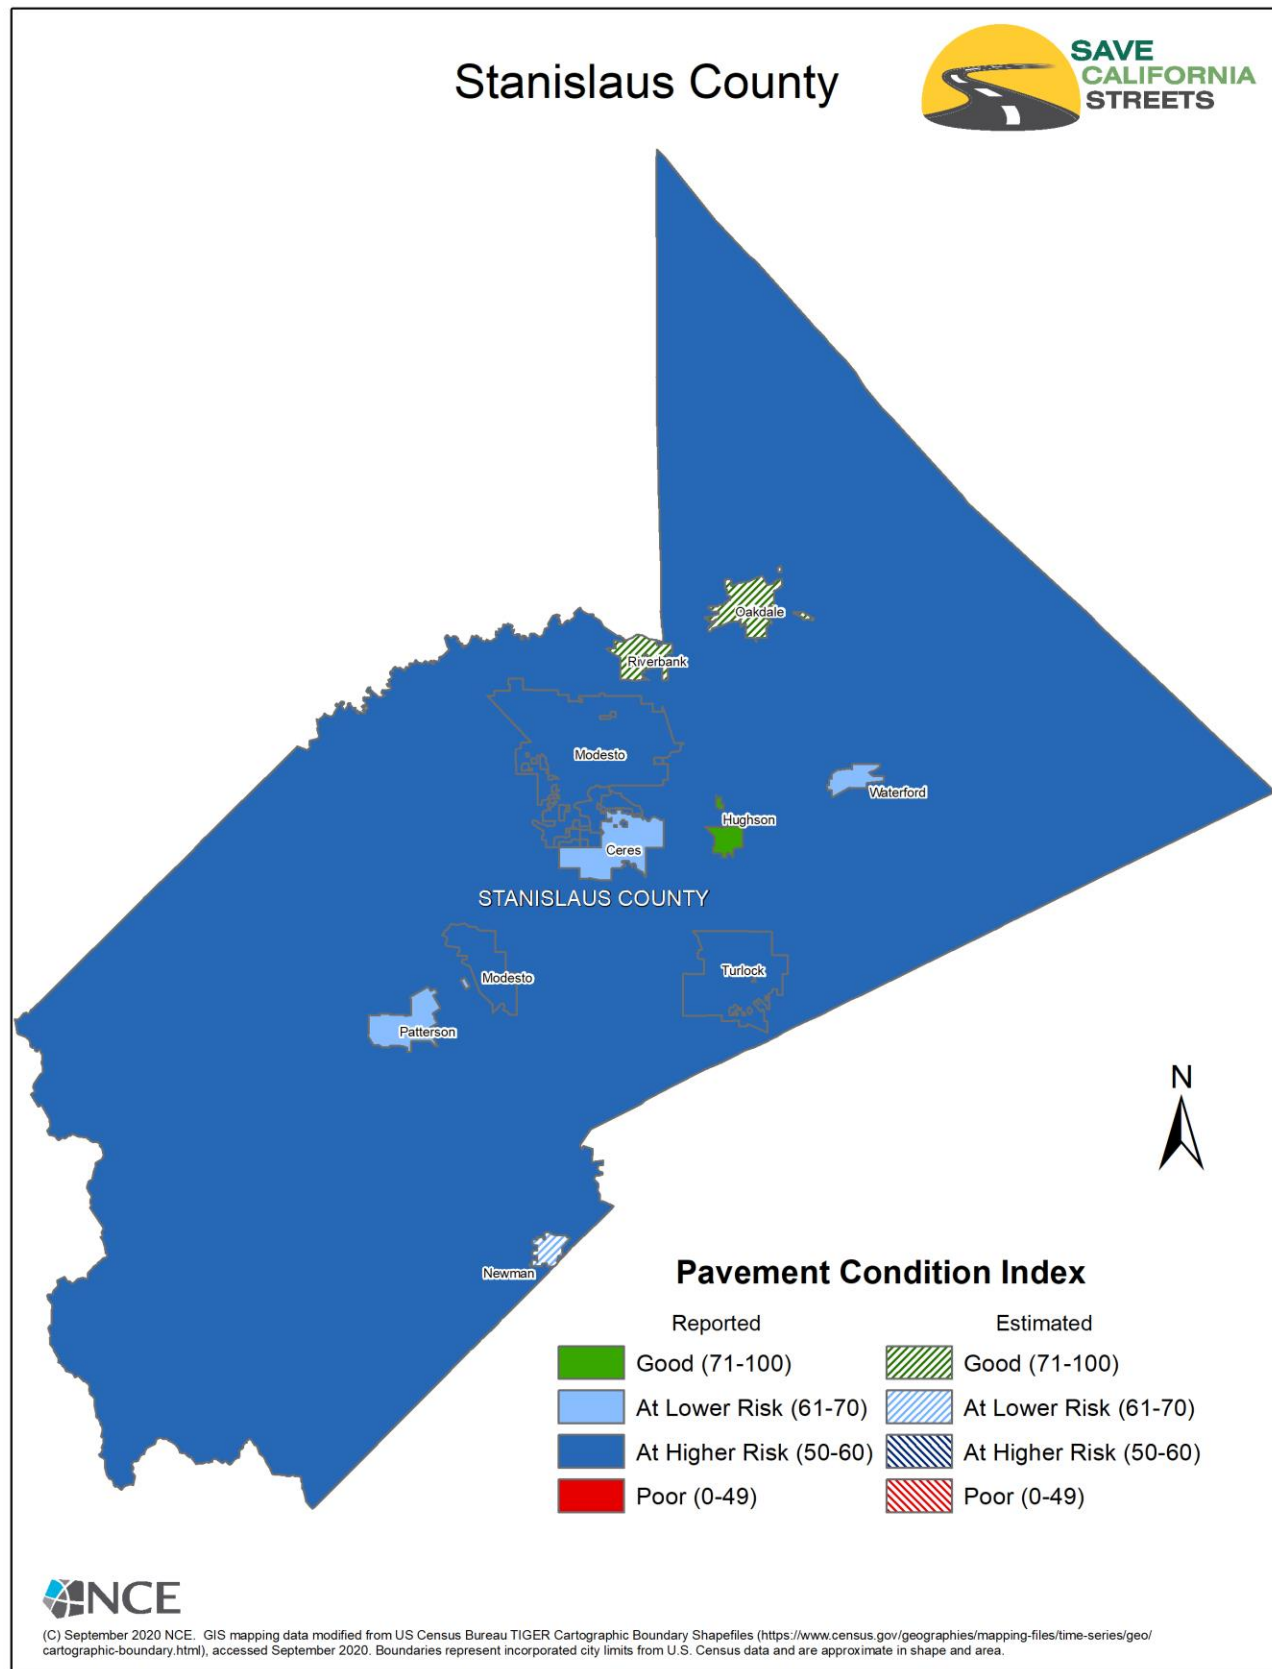 Stanislaus County
SAVE
CALIFORNIA
STREETS
Oakdale
Riverbank
Modesto
Waterford
Hughson
Ceres
STANISLAUS COUNTY
Modesto
Turlock
Patterson
N
Newman
Pavement Condition Index
Reported
Estimated
Good (71-100)
Good (71-100)
At Lower Risk (61-70)
At Lower Risk (61-70)
At Higher Risk (50-60)
At Higher Risk (50-60)
Poor (0-49)
Poor (0-49)
NCE
(C) September 2020 NCE. GIS mapping data modified from US Census Bureau TIGER Cartographic Boundary Shapefiles (https://www.census.gov/geographies/mapping-files/time-series/geo/
cartographic-boundary.html), accessed September 2020. Boundaries represent incorporated city limits from U.S. Census data and are approximate in shape and area.